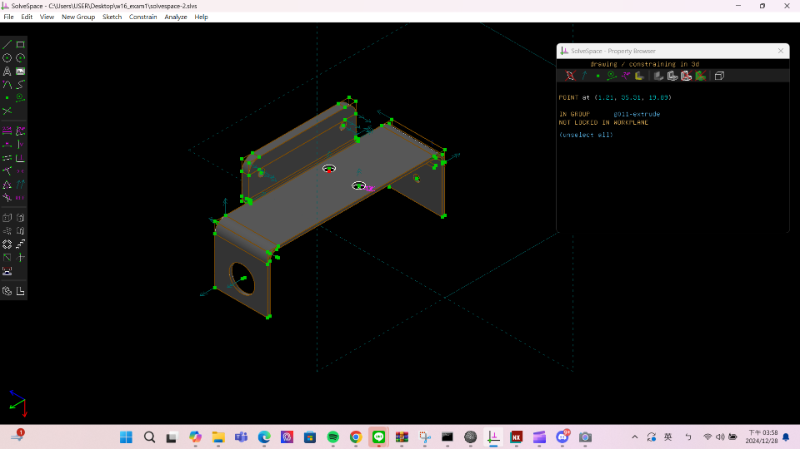 SolveSpace - C:\Users\USER\Desktop\w16_exam1\solvespace-2.slvs
File Edit View New Group Sketch Constrain Analyze Help
SolveSpace - Property Browser
drawing / constraining in 3d
POINT at (1.21, 35.31, 19.89)
IN GROUP g011-extrude
NOT LOCKED IN WORKPLANE
(unselect all)
英
下午 03:58
2024/12/28